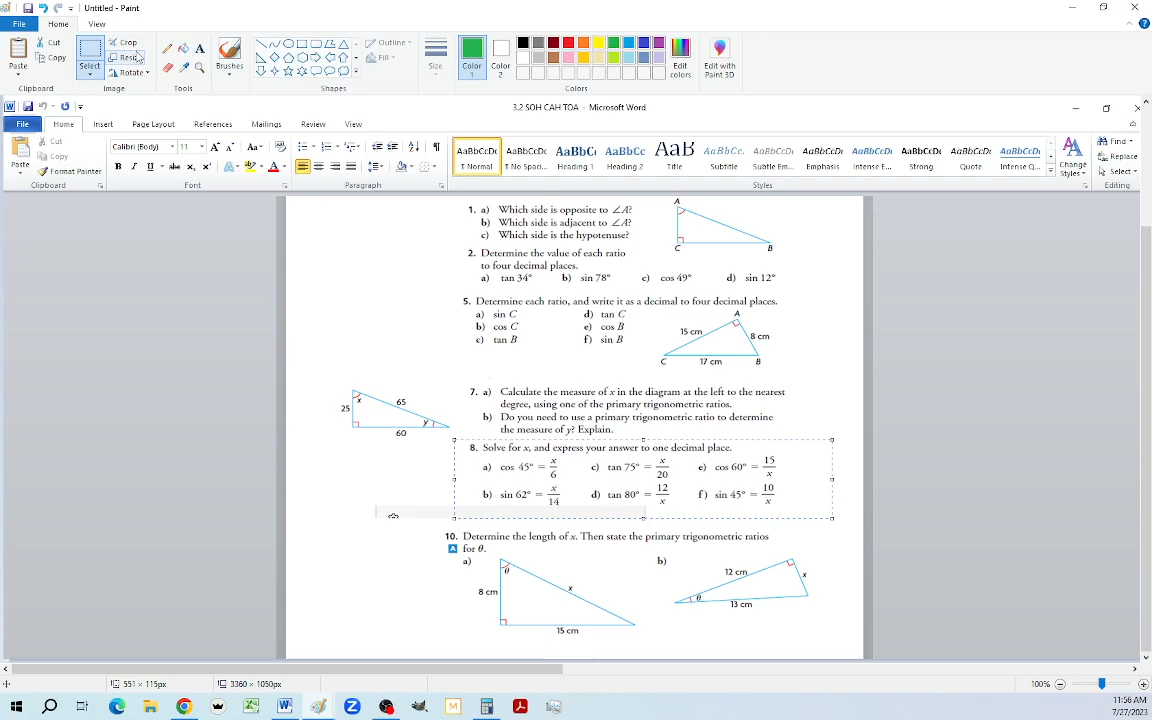 Untitled - Paint
File
Home
View
Paste
Cut
Copy
Clipboard
Select
Crop
Rotate
Image
Tools
Brushes
Outline
Fill
Shapes
Size
Color 1
Color 2
Edit colors
Colors
Edit with Paint 3D
3.2 SOH CAH TOA - Microsoft Word
File
Home
Insert
Page Layout
References
Mailings
Review
View
Paste
Cut
Copy
Format Painter
Clipboard
Calibri (Body)
11
Font
Paragraph
AaBbCcDc
¶ Normal
AaBbCcDc
¶ No Spaci...
AaBbCc
Heading 1
AaBbCc
Heading 2
AaB
Title
AaBbCc.
Subtitle
AaBbCcDc
Subtle Em...
AaBbCcDc
Emphasis
AaBbCcDc
Intense E...
AaBbCcDc
Strong
AaBbCcDc
Quote
AaBbCcDc
Intense Q...
Styles
Change Styles
Find
Replace
Select
Editing
1. a) Which side is opposite to ∠A?
b) Which side is adjacent to ∠A?
c) Which side is the hypotenuse?
A
C
B
2. Determine the value of each ratio
to four decimal places.
a) tan 34° b) sin 78° c) cos 49° d) sin 12°
5. Determine each ratio, and write it as a decimal to four decimal places.
a) sin C d) tan C
b) cos C e) cos B
c) tan B f) sin B
A
15 cm
8 cm
C 17 cm B
7. a) Calculate the measure of x in the diagram at the left to the nearest
degree, using one of the primary trigonometric ratios.
b) Do you need to use a primary trigonometric ratio to determine
the measure of y? Explain.
x
65
25
y
60
8. Solve for x, and express your answer to one decimal place.
a) cos 45° = x/6 c) tan 75° = x/20 e) cos 60° = 15/x
b) sin 62° = x/14 d) tan 80° = 12/x f) sin 45° = 10/x
10. Determine the length of x. Then state the primary trigonometric ratios
A for θ.
a) b)
θ
8 cm
x
15 cm
12 cm
x
θ
13 cm
551 × 115px
3360 × 1050px
100%
11:56 AM
7/27/2023